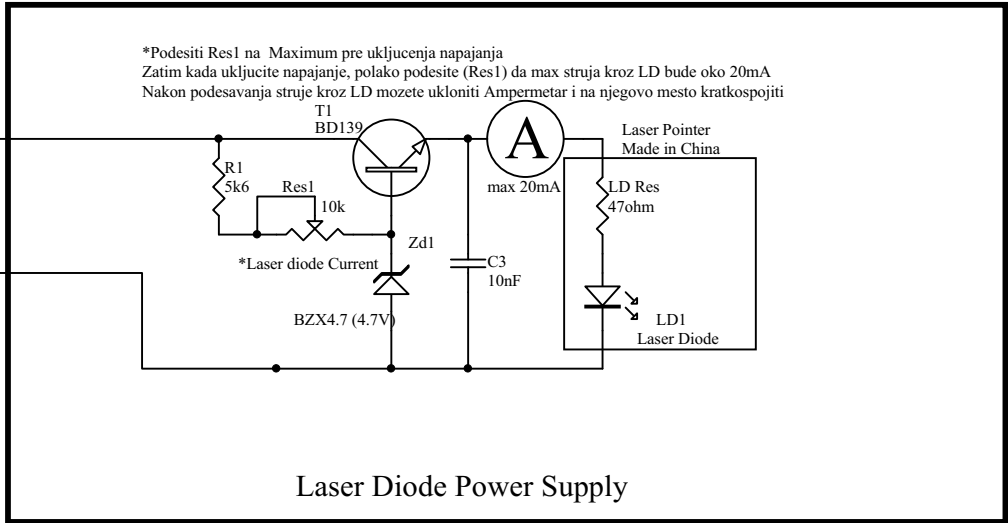 *Podesiti Res1 na Maximum pre ukljucenja napajanja
Zatim kada ukljucite napajanje, polako podesite (Res1) da max struja kroz LD bude oko 20mA
Nakon podesavanja struje kroz LD mozete ukloniti Ampermetar i na njegovo mesto kratkospojiti
T1
BD139
A
max 20mA
Laser Pointer
Made in China
R1
5k6
Res1
10k
LD Res
47ohm
*Laser diode Current
Zd1
C3
10nF
BZX4.7 (4.7V)
LD1
Laser Diode
Laser Diode Power Supply